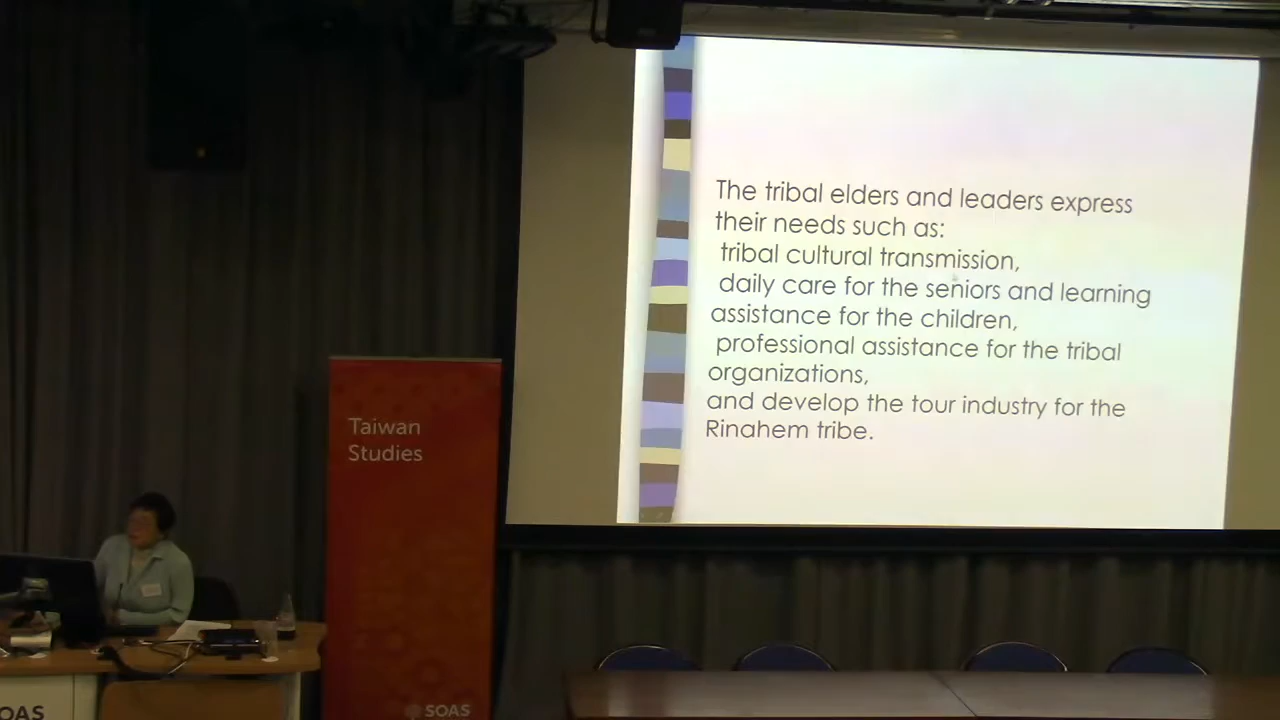 The tribal elders and leaders express
their needs such as:
tribal cultural transmission,
daily care for the seniors and learning
assistance for the children,
professional assistance for the tribal
organizations,
and develop the tour industry for the
Rinahem tribe.
Taiwan
Studies
SOAS
OAS